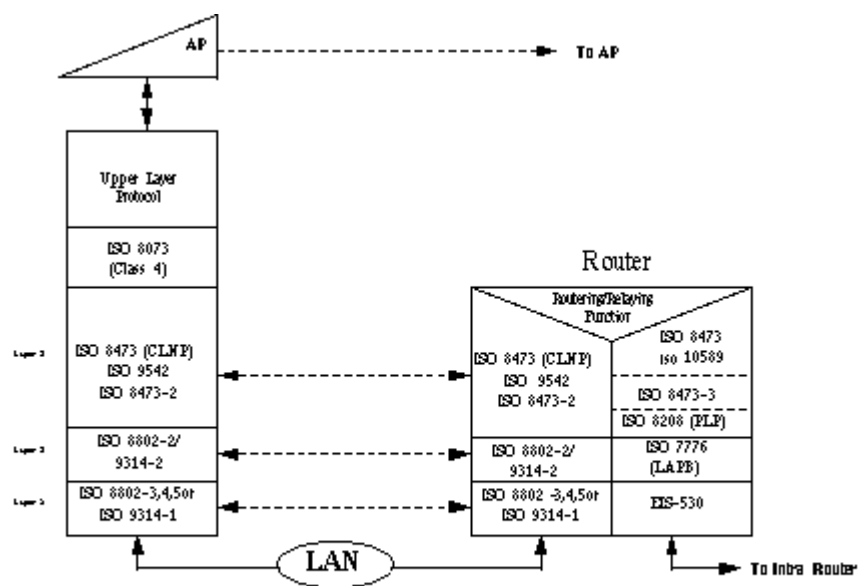 AP
To AP
Upper Layer
Protocol
ISO 8073
(Class 4)
ISO 8473 (CLNP)
ISO 9542
ISO 8473-2
ISO 8802-2/
9314-2
ISO 8802-3,4,5or
ISO 9314-1
Router
Routering/Relaying
Function
ISO 8473 (CLNP)
ISO 9542
ISO 8473-2
ISO 8802-2/
9314-2
ISO 8802 -3,4,5or
ISO 9314-1
ISO 8473
ISO 10589
ISO 8473-3
ISO 8208 (PLP)
ISO 7776
(LAPB)
LAN
To Intra Router